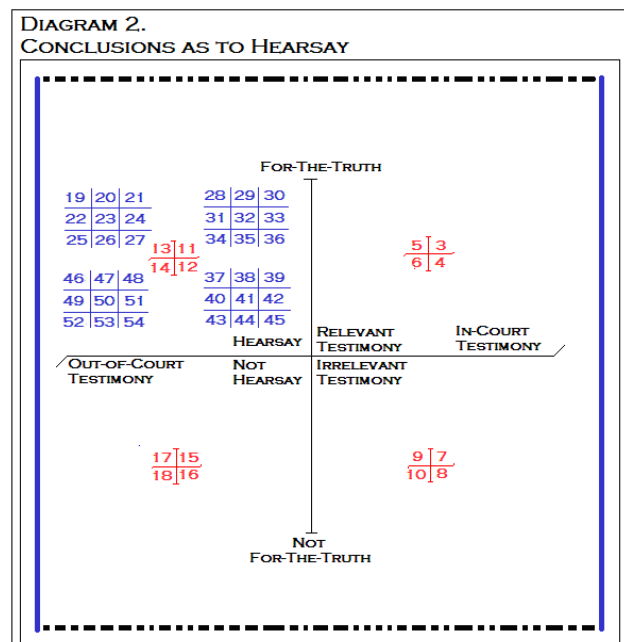 DIAGRAM 2.
CONCLUSIONS AS TO HEARSAY
FOR-THE-TRUTH
19 20 21
22 23 24
25 26 27
28 29 30
31 32 33
34 35 36
13 11
14 12
5 3
6 4
46 47 48
49 50 51
52 53 54
37 38 39
40 41 42
43 44 45
HEARSAY
RELEVANT
TESTIMONY
IN-COURT
TESTIMONY
OUT-OF-COURT
TESTIMONY
NOT
HEARSAY
IRRELEVANT
TESTIMONY
17 15
18 16
9 7
10 8
NOT
FOR-THE-TRUTH